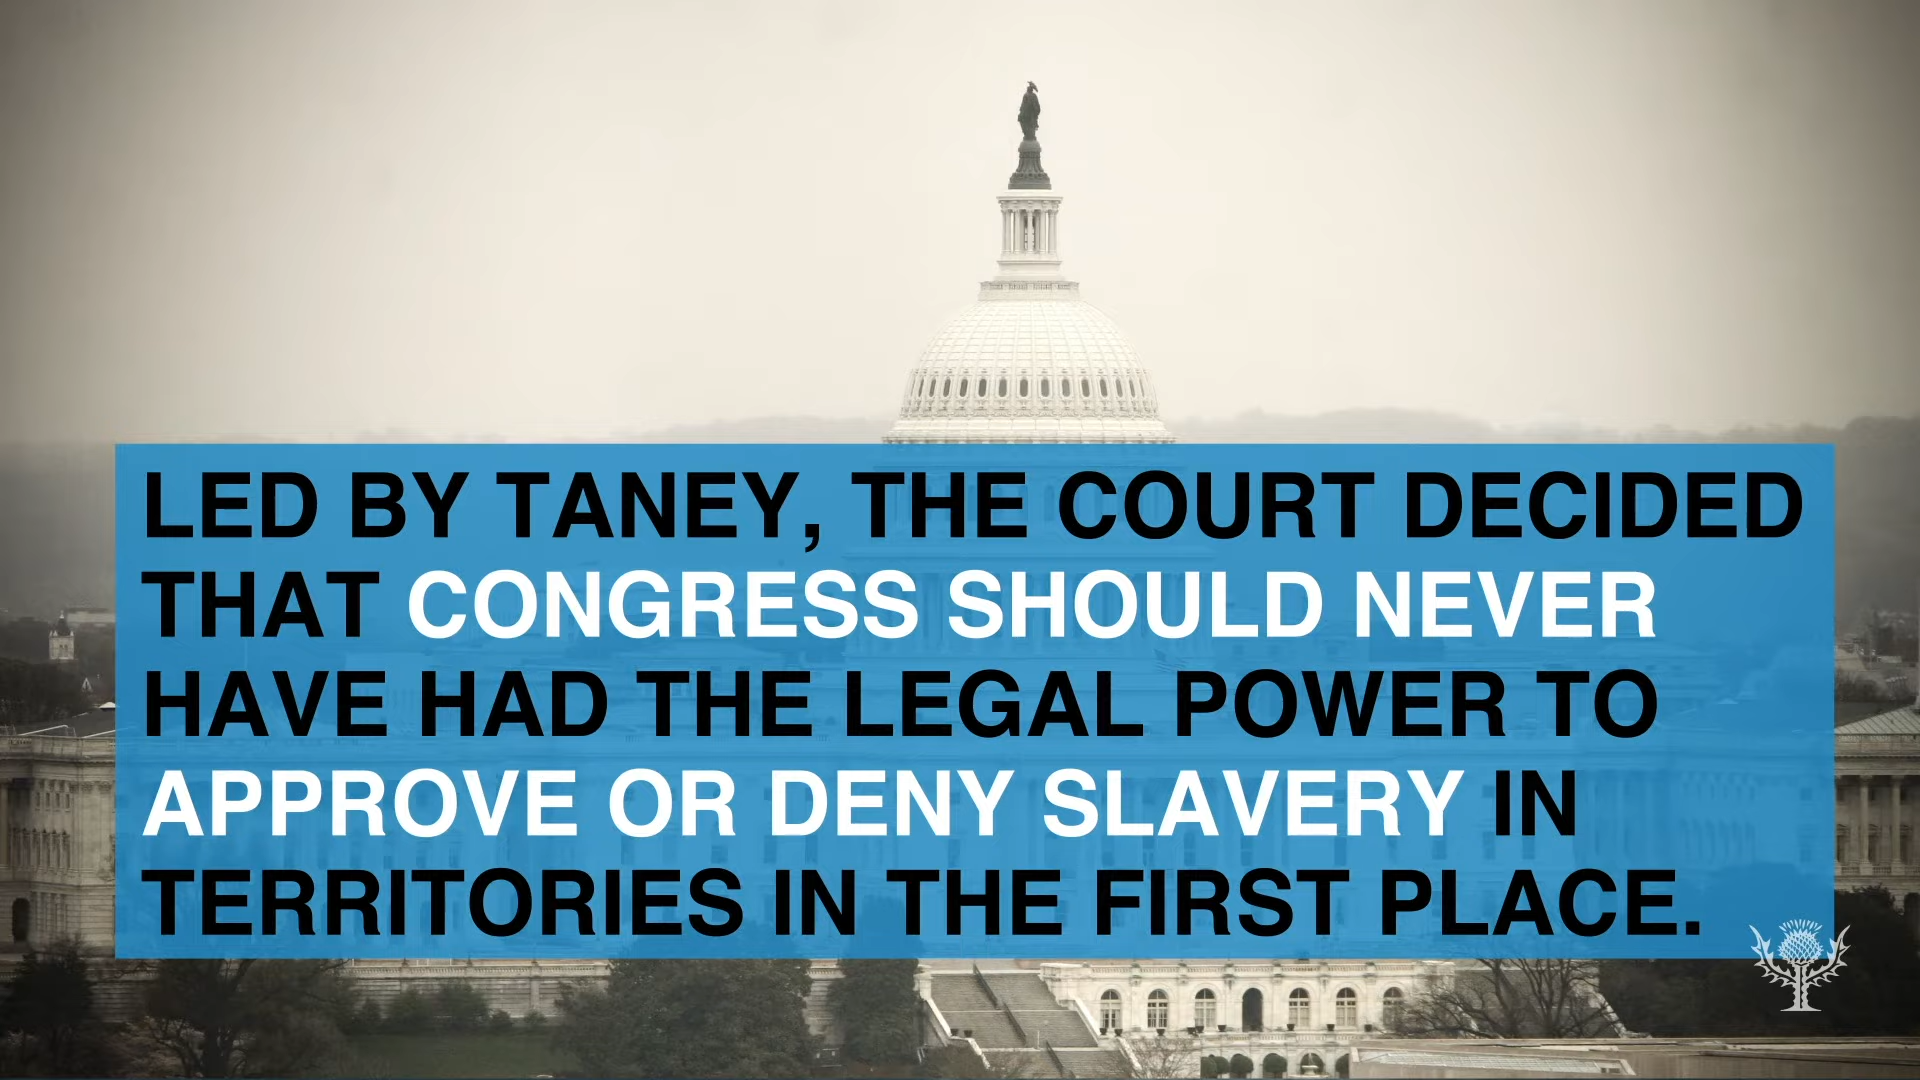 LED BY TANEY, THE COURT DECIDED
THAT CONGRESS SHOULD NEVER
HAVE HAD THE LEGAL POWER TO
APPROVE OR DENY SLAVERY IN
TERRITORIES IN THE FIRST PLACE.